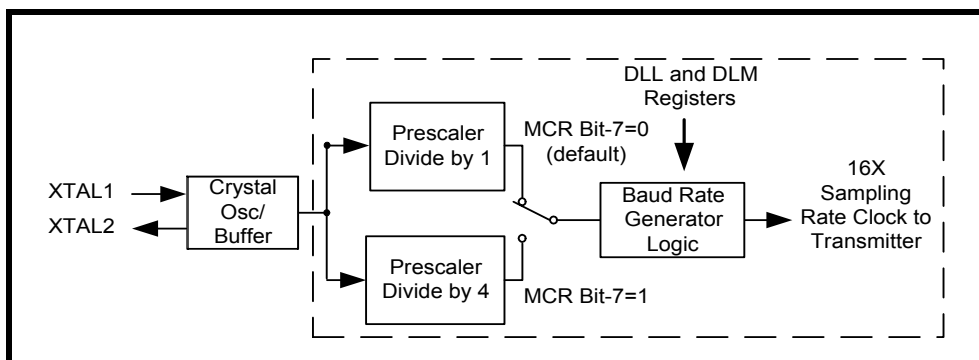 DLL and DLM
Registers
Prescaler
Divide by 1
MCR Bit-7=0
(default)
XTAL1
XTAL2
Crystal
Osc/
Buffer
Baud Rate
Generator
Logic
16X
Sampling
Rate Clock to
Transmitter
Prescaler
Divide by 4
MCR Bit-7=1